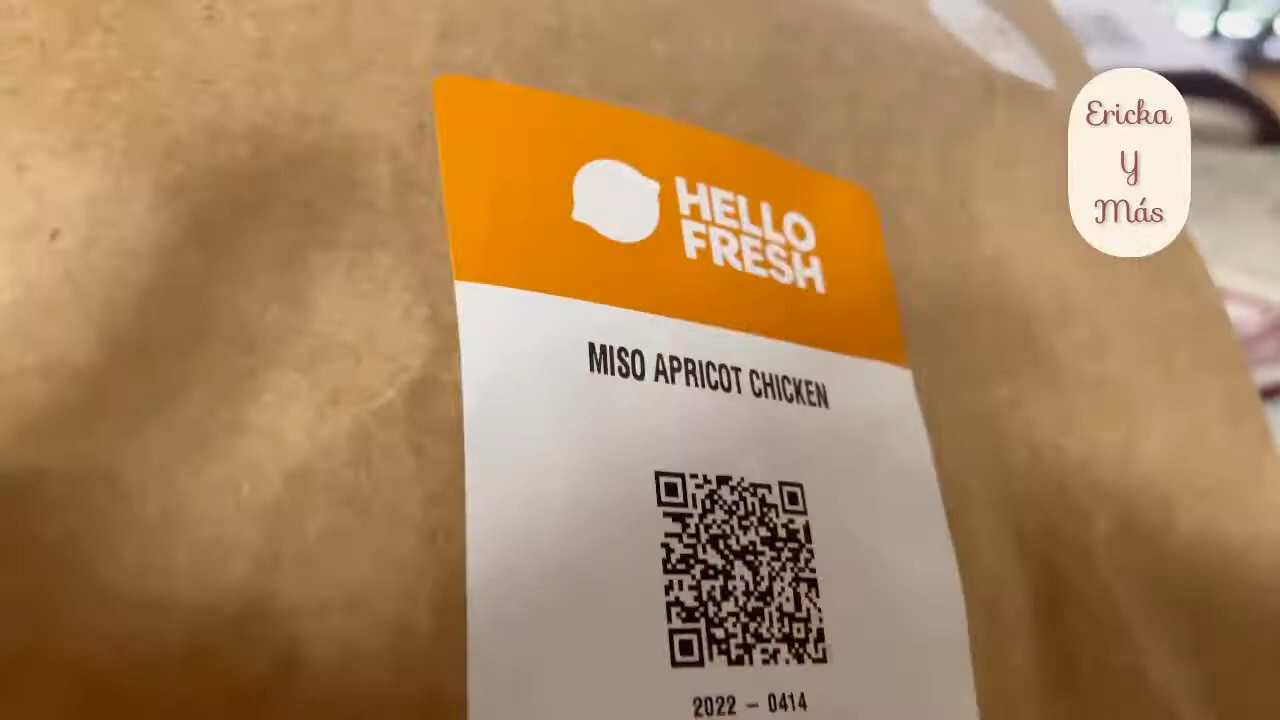 HELLO
FRESH
MISO APRICOT CHICKEN
2022 - 0414
Ericka
Y
Más